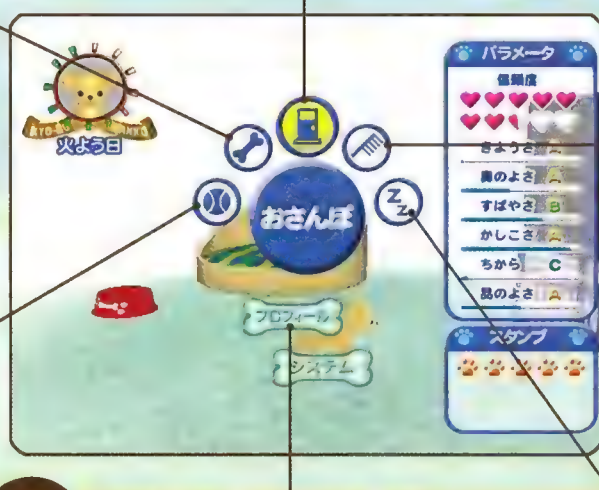 火よう日
おさんぽ
Z Z
プロフィール
システム
パラメータ
信頼度
きようさ A
鼻のよさ A
すばやさ B
かしこさ A
ちから C
品のよさ A
スタンプ